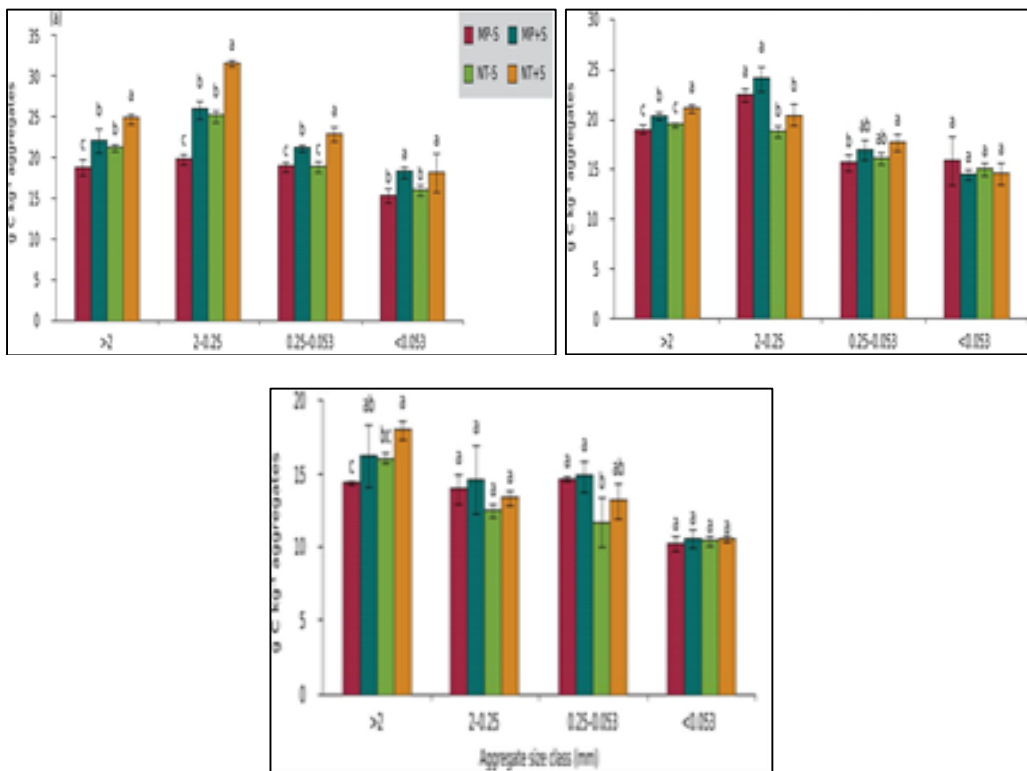 (a)
35
30
25
20
15
10
5
0
g C kg⁻¹ aggregates
MP-S MP+S
NT-S NT+S
c b b a
c b b a
c b c a
b a b a
>2 2-0.25 0.25-0.053 <0.053
30
25
20
15
10
5
0
g C kg⁻¹ aggregates
c b c a
a a b b
b ab ab a
a a a a
>2 2-0.25 0.25-0.053 <0.053
20
15
10
0
g C kg⁻¹ aggregates
c a
a a a a
a a b ab
a a a a
>2 2-0.25 0.25-0.053 <0.053
Aggregate size class (mm)